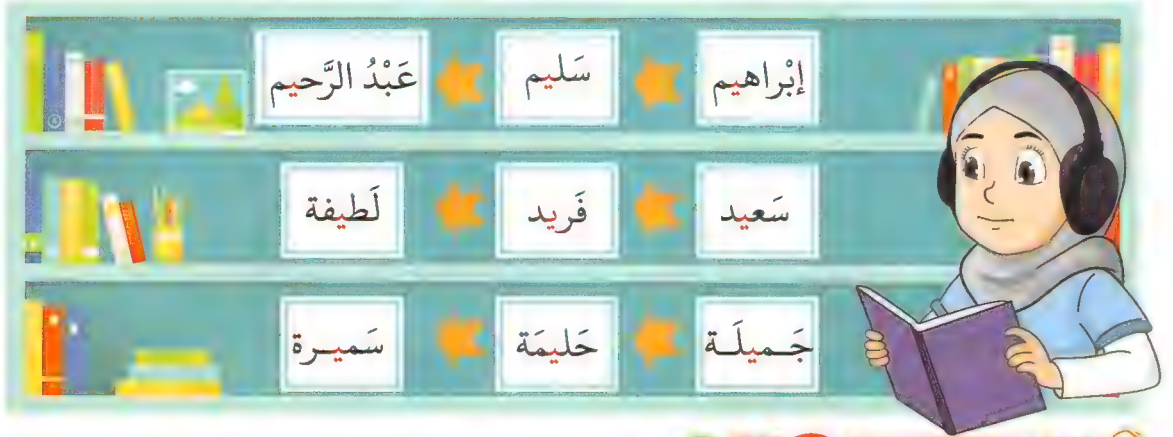 إبْراهيم سَليم عَبْدُ الرَّحيم
سَعيد فَريد لَطيفة
جَـميلَـة حَليمَة سَميـرة